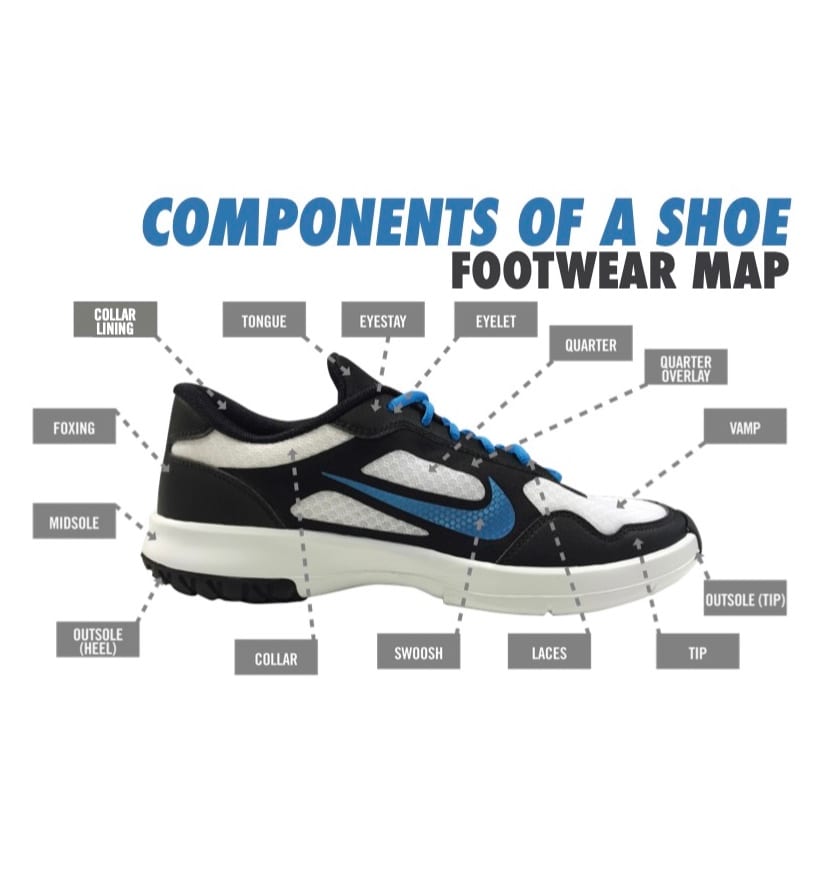 COMPONENTS OF A SHOE
FOOTWEAR MAP
COLLAR
LINING
TONGUE
EYESTAY
EYELET
QUARTER
QUARTER
OVERLAY
FOXING
VAMP
MIDSOLE
OUTSOLE (TIP)
OUTSOLE
(HEEL)
COLLAR
SWOOSH
LACES
TIP